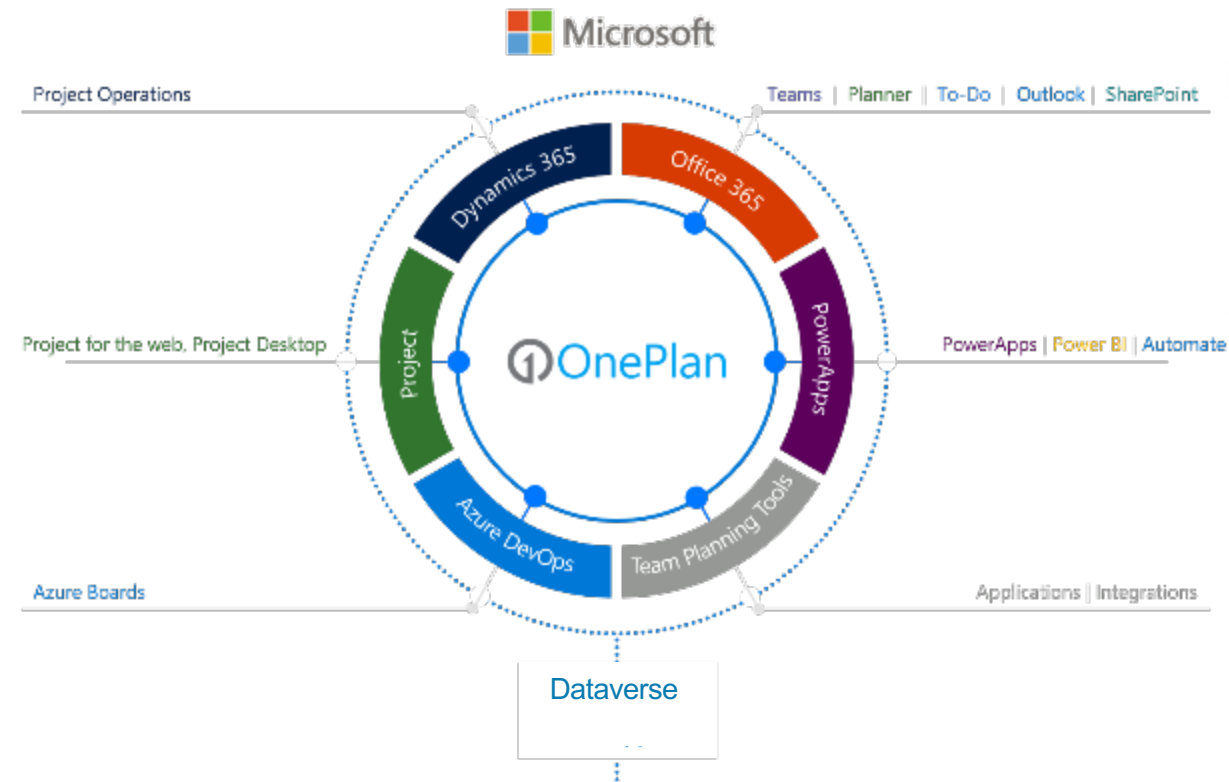 Microsoft
Project Operations
Teams | Planner || To-Do | Outlook | SharePoint
Dynamics 365
Office 365
Project for the web, Project Desktop
Project
OnePlan
PowerApps
PowerApps | Power BI || Automate
Azure DevOps
Team Planning Tools
Azure Boards
Applications || Integrations
Dataverse